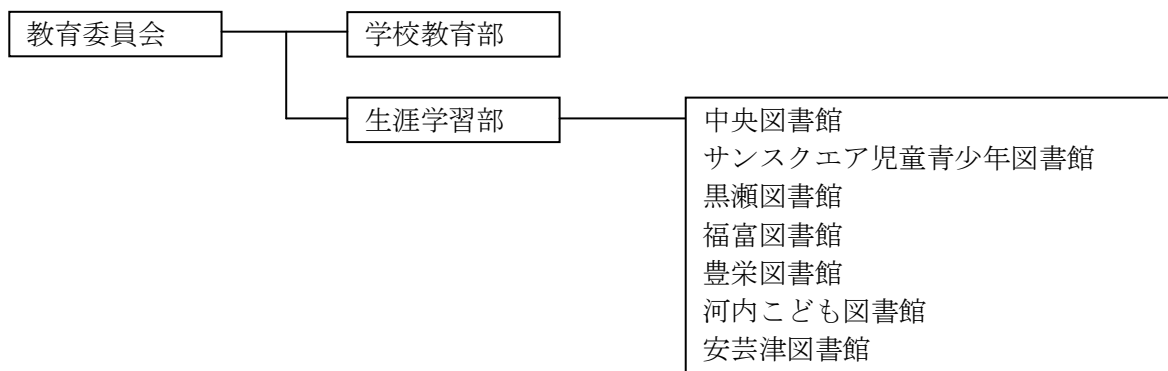 教育委員会
学校教育部
生涯学習部
中央図書館
サンスクエア児童青少年図書館
黒瀬図書館
福富図書館
豊栄図書館
河内こども図書館
安芸津図書館